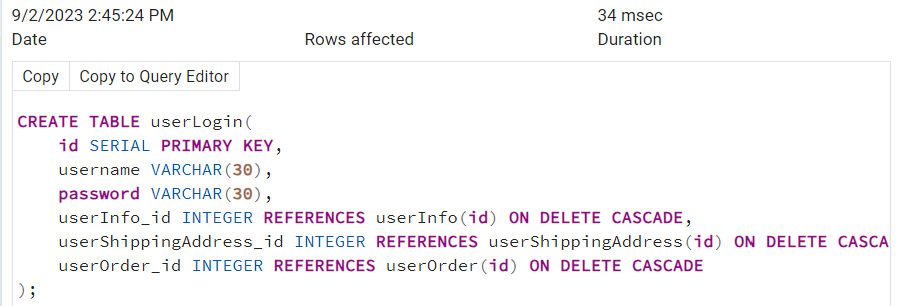 9/2/2023 2:45:24 PM 34 msec
Date Rows affected Duration
Copy Copy to Query Editor
CREATE TABLE userLogin(
    id SERIAL PRIMARY KEY,
    username VARCHAR(30),
    password VARCHAR(30),
    userInfo_id INTEGER REFERENCES userInfo(id) ON DELETE CASCADE,
    userShippingAddress_id INTEGER REFERENCES userShippingAddress(id) ON DELETE CASCA
    userOrder_id INTEGER REFERENCES userOrder(id) ON DELETE CASCADE
);